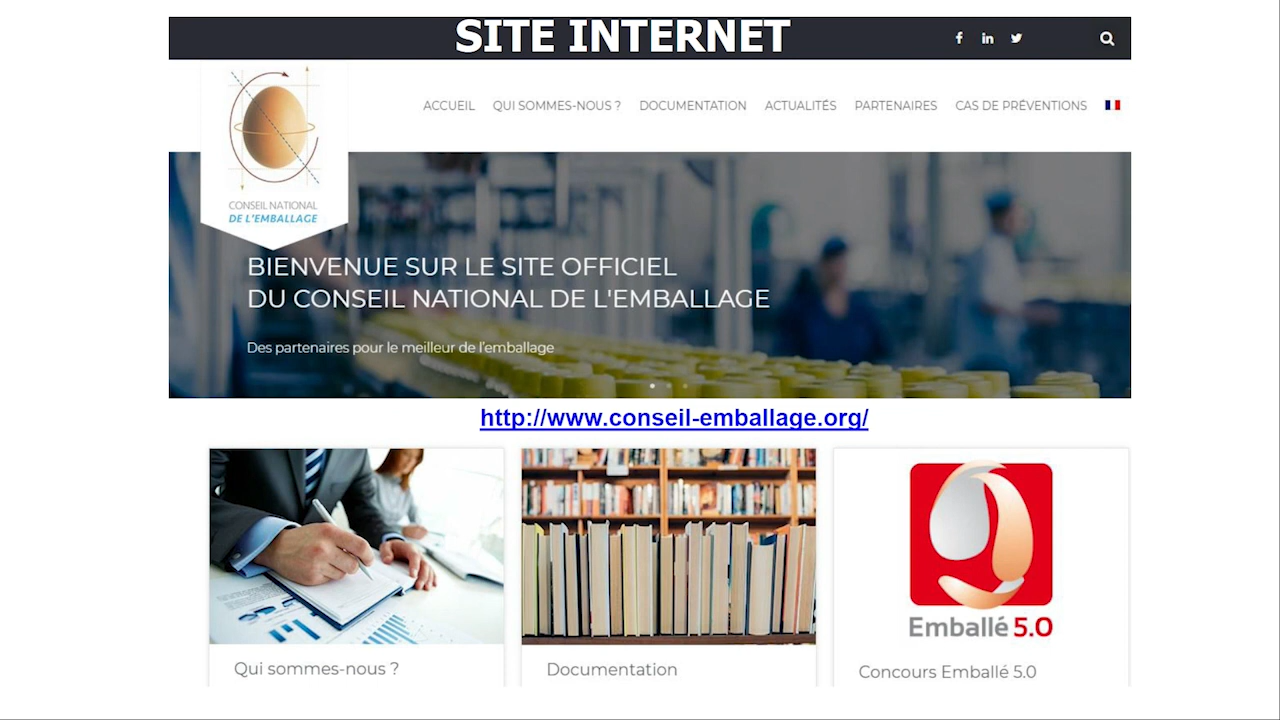 SITE INTERNET
ACCUEIL QUI SOMMES-NOUS ? DOCUMENTATION ACTUALITÉS PARTENAIRES CAS DE PRÉVENTIONS
CONSEIL NATIONAL
DE L'EMBALLAGE
BIENVENUE SUR LE SITE OFFICIEL
DU CONSEIL NATIONAL DE L'EMBALLAGE
Des partenaires pour le meilleur de l'emballage
http://www.conseil-emballage.org/
Emballé 5.0
Qui sommes-nous ? Documentation Concours Emballé 5.0